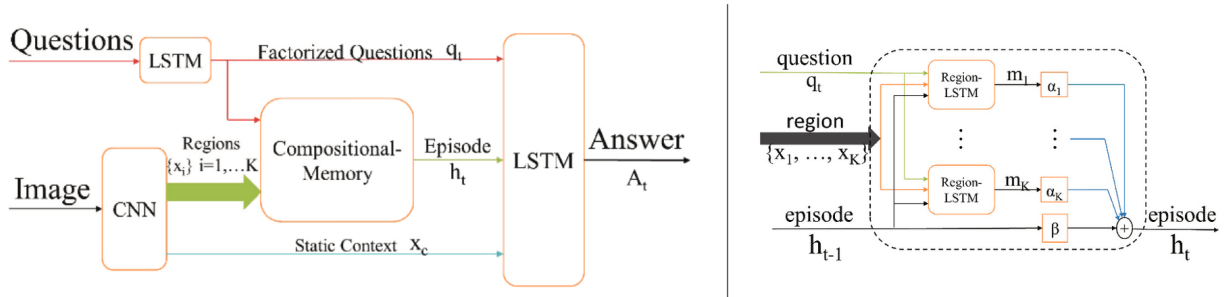 Questions
LSTM
Factorized Questions q_t
Regions
{x_i} i=1,...K
Compositional-
Memory
Episode
h_t
LSTM
Answer
A_t
Image
CNN
Static Context x_c
question
q_t
region
{x_1, ..., x_K}
episode
h_{t-1}
Region-
LSTM
m_1
α_1
⋮
⋮
Region-
LSTM
m_K
α_K
β
+
episode
h_t